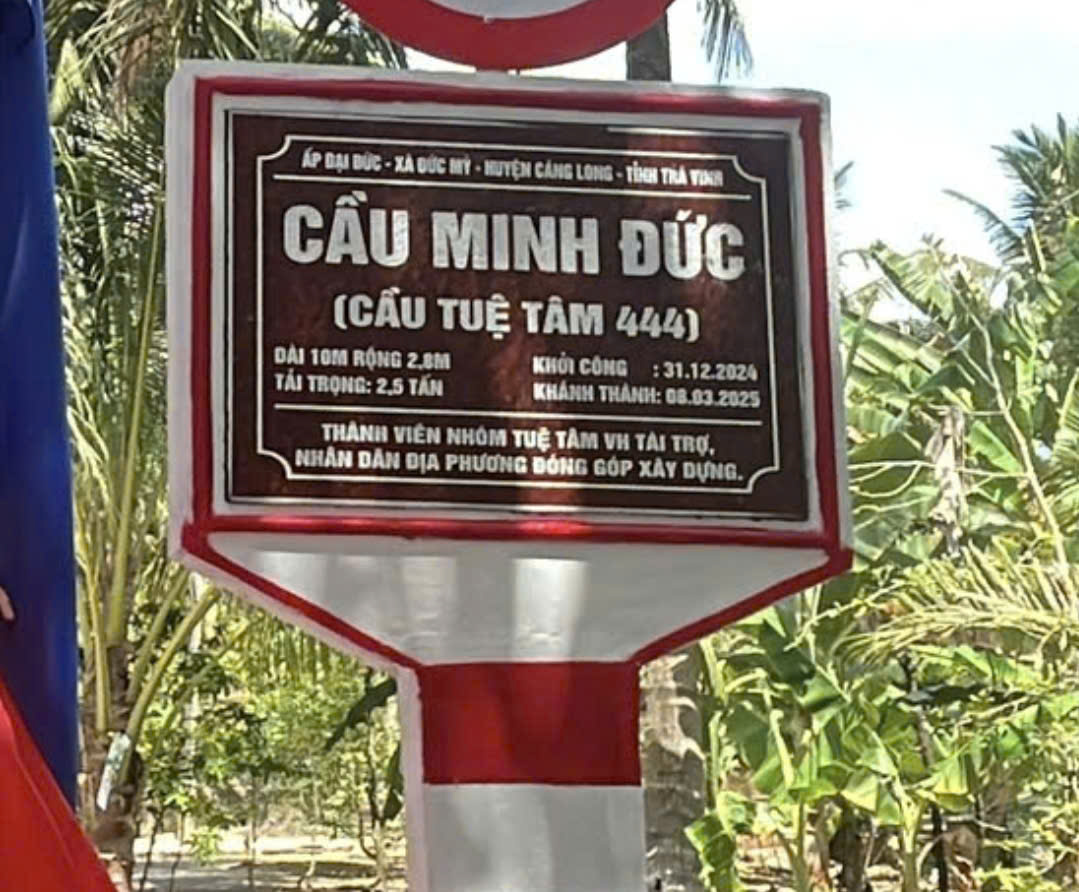 ẤP ĐẠI ĐỨC - XÃ ĐỨC MỸ - HUYỆN CÀNG LONG - TỈNH TRÀ VINH
CẦU MINH ĐỨC
(CẦU TUỆ TÂM 444)
DÀI 10M RỘNG 2,8M
TẢI TRỌNG: 2,5 TẤN
KHỞI CÔNG : 31.12.2024
KHÁNH THÀNH: 08.03.2025
THÀNH VIÊN NHÓM TUỆ TÂM VH TÀI TRỢ,
NHÂN DÂN ĐỊA PHƯƠNG ĐÓNG GÓP XÂY DỰNG.